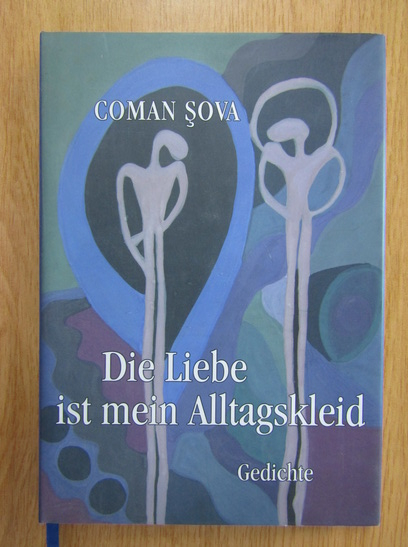 COMAN ŞOVA
Die Liebe
ist mein Alltagskleid
Gedichte